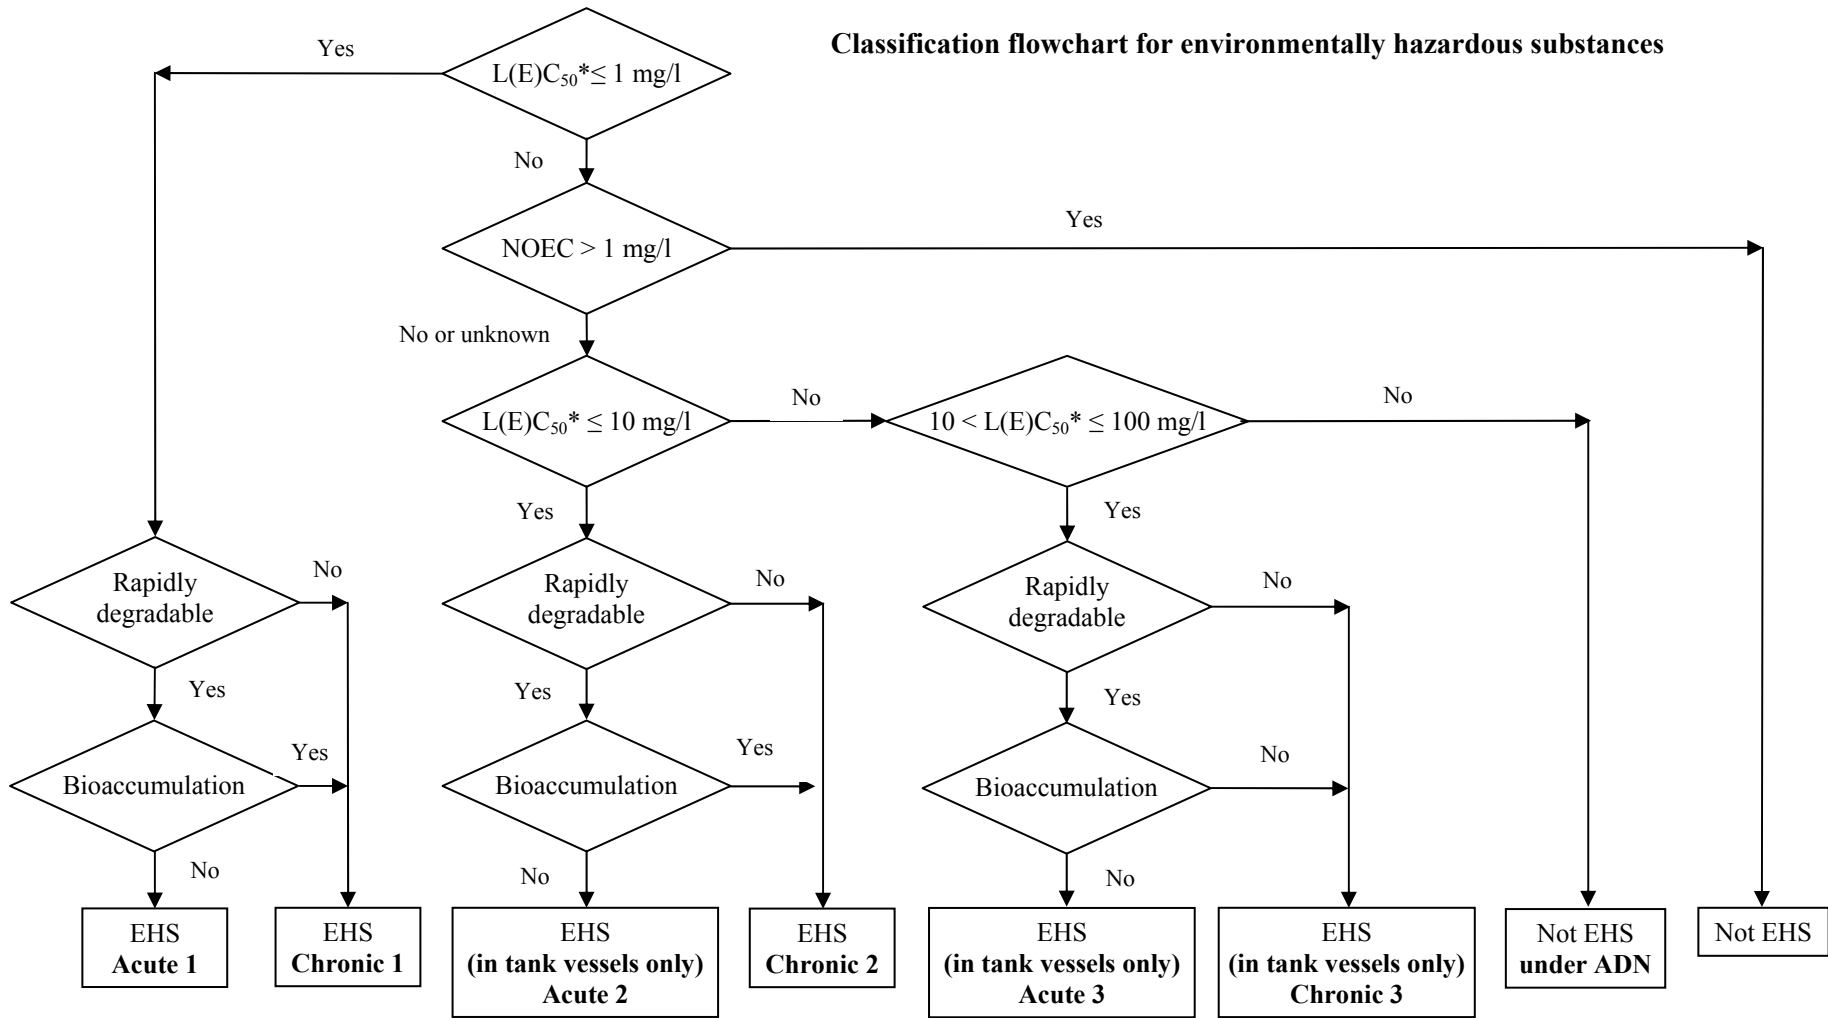 Classification flowchart for environmentally hazardous substances
Yes
L(E)C₅₀*≤ 1 mg/l
No
Yes
NOEC > 1 mg/l
No or unknown
L(E)C₅₀* ≤ 10 mg/l
No
10 < L(E)C₅₀* ≤ 100 mg/l
No
Yes
Yes
Rapidly
degradable
No
Rapidly
degradable
No
Rapidly
degradable
No
Yes
Yes
Yes
Bioaccumulation
Yes
Bioaccumulation
Yes
Bioaccumulation
No
No
No
No
EHS
Acute 1
EHS
Chronic 1
EHS
(in tank vessels only)
Acute 2
EHS
Chronic 2
EHS
(in tank vessels only)
Acute 3
EHS
(in tank vessels only)
Chronic 3
Not EHS
under ADN
Not EHS